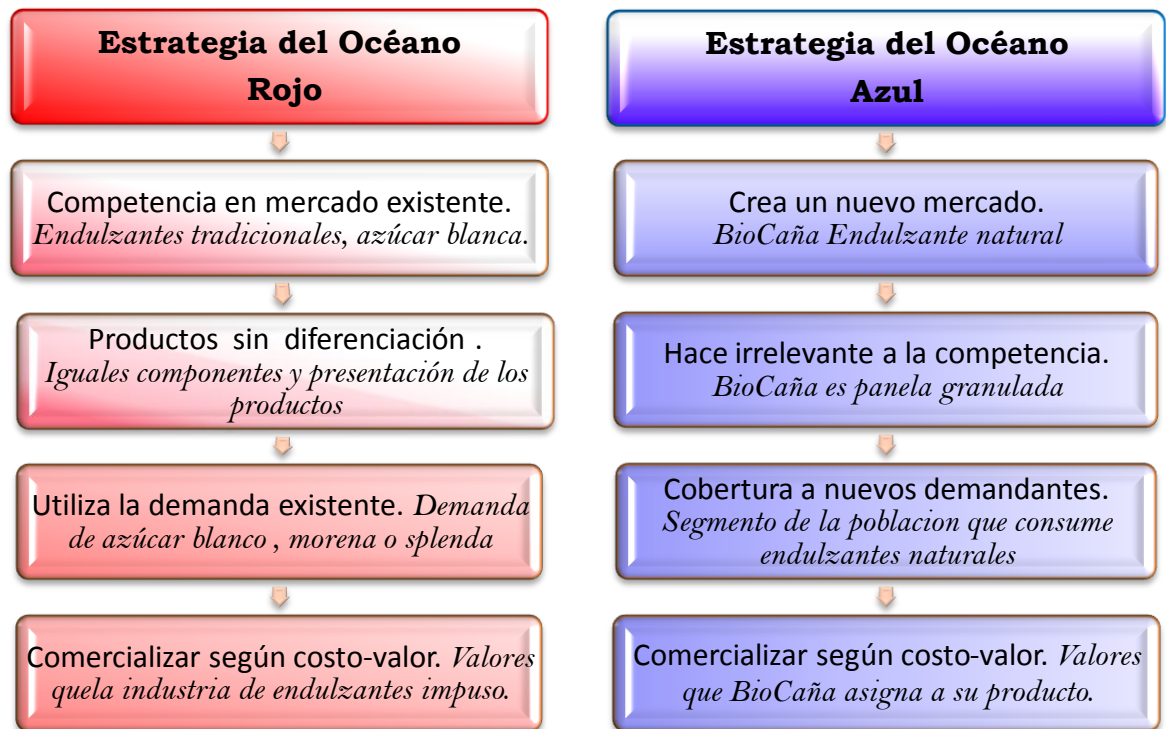 Estrategia del Océano
Rojo
Competencia en mercado existente.
Endulzantes tradicionales, azúcar blanca.
Productos sin diferenciación .
Iguales componentes y presentación de los
productos
Utiliza la demanda existente. Demanda
de azúcar blanco , morena o splenda
Comercializar según costo-valor. Valores
quela industria de endulzantes impuso.
Estrategia del Océano
Azul
Crea un nuevo mercado.
BioCaña Endulzante natural
Hace irrelevante a la competencia.
BioCaña es panela granulada
Cobertura a nuevos demandantes.
Segmento de la poblacion que consume
endulzantes naturales
Comercializar según costo-valor. Valores
que BioCaña asigna a su producto.